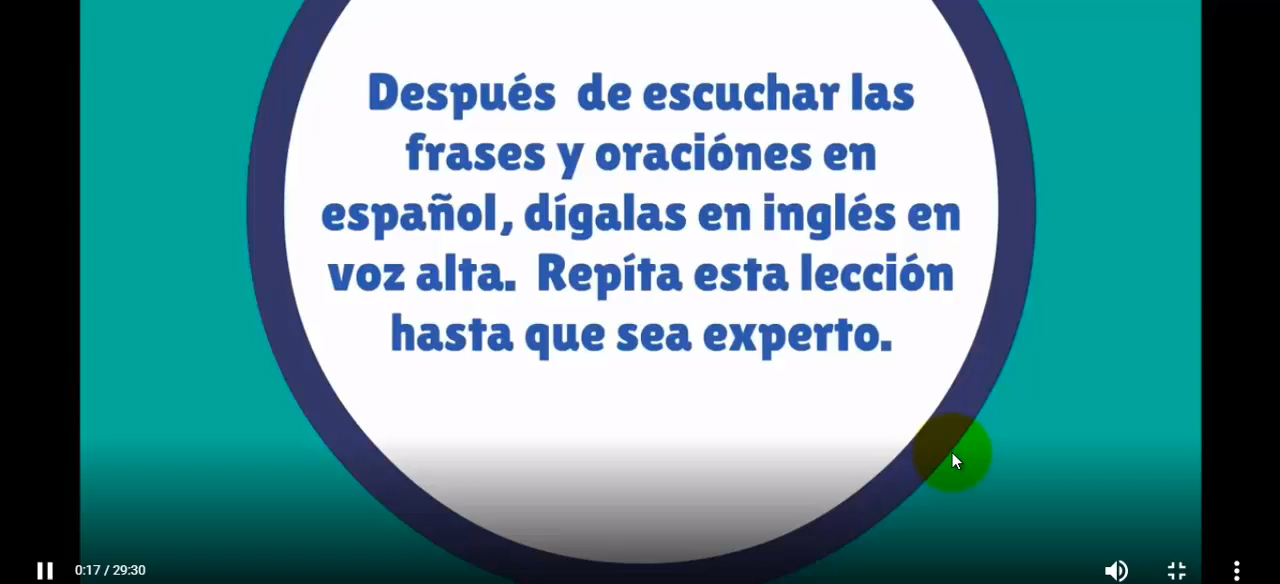 Después de escuchar las
frases y oraciónes en
español, dígalas en inglés en
voz alta. Repíta esta lección
hasta que sea experto.
0:17 / 29:30